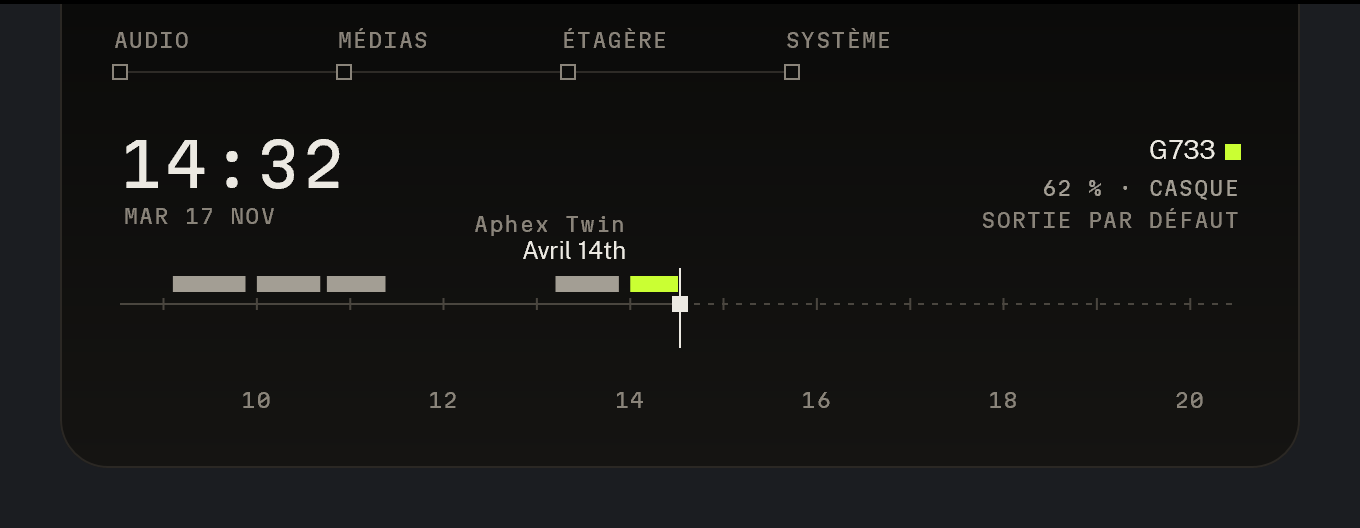 AUDIO MÉDIAS ÉTAGÈRE SYSTÈME
14:32
MAR 17 NOV
G733
62 % · CASQUE
SORTIE PAR DÉFAUT
Aphex Twin
Avril 14th
10 12 14 16 18 20